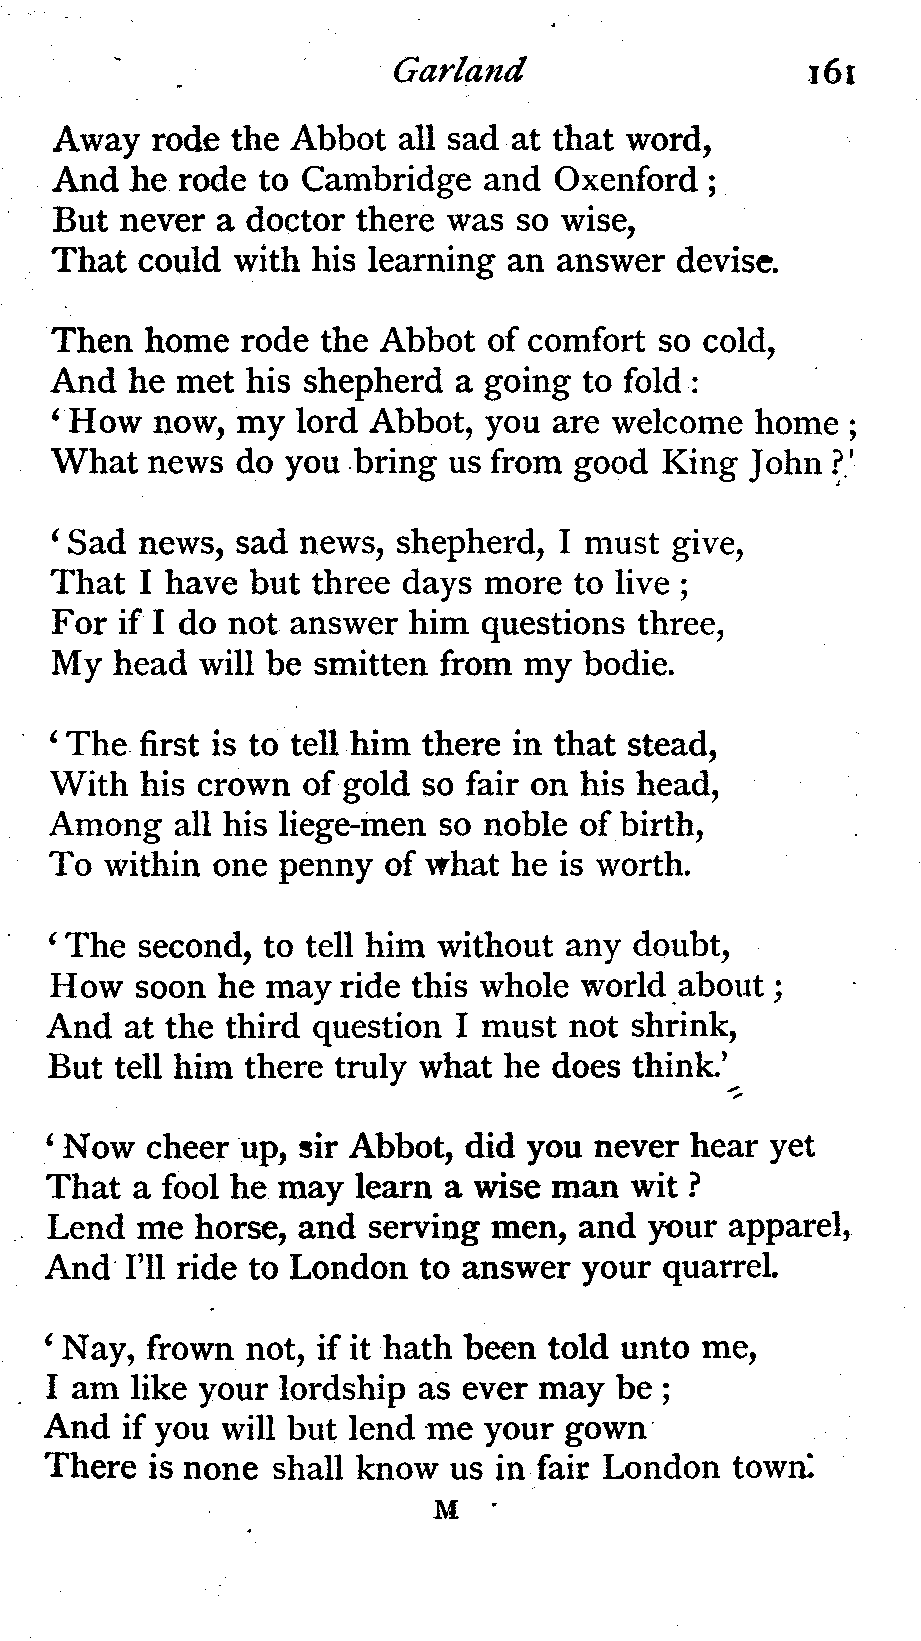 Garland 161
Away rode the Abbot all sad at that word,
And he rode to Cambridge and Oxenford ;
But never a doctor there was so wise,
That could with his learning an answer devise.
Then home rode the Abbot of comfort so cold,
And he met his shepherd a going to fold :
‘ How now, my lord Abbot, you are welcome home ;
What news do you bring us from good King John ?’
‘ Sad news, sad news, shepherd, I must give,
That I have but three days more to live ;
For if I do not answer him questions three,
My head will be smitten from my bodie.
‘ The first is to tell him there in that stead,
With his crown of gold so fair on his head,
Among all his liege-men so noble of birth,
To within one penny of what he is worth.
‘ The second, to tell him without any doubt,
How soon he may ride this whole world about ;
And at the third question I must not shrink,
But tell him there truly what he does think.’
‘ Now cheer up, sir Abbot, did you never hear yet
That a fool he may learn a wise man wit ?
Lend me horse, and serving men, and your apparel,
And I’ll ride to London to answer your quarrel.
‘ Nay, frown not, if it hath been told unto me,
I am like your lordship as ever may be ;
And if you will but lend me your gown
There is none shall know us in fair London town.’
M